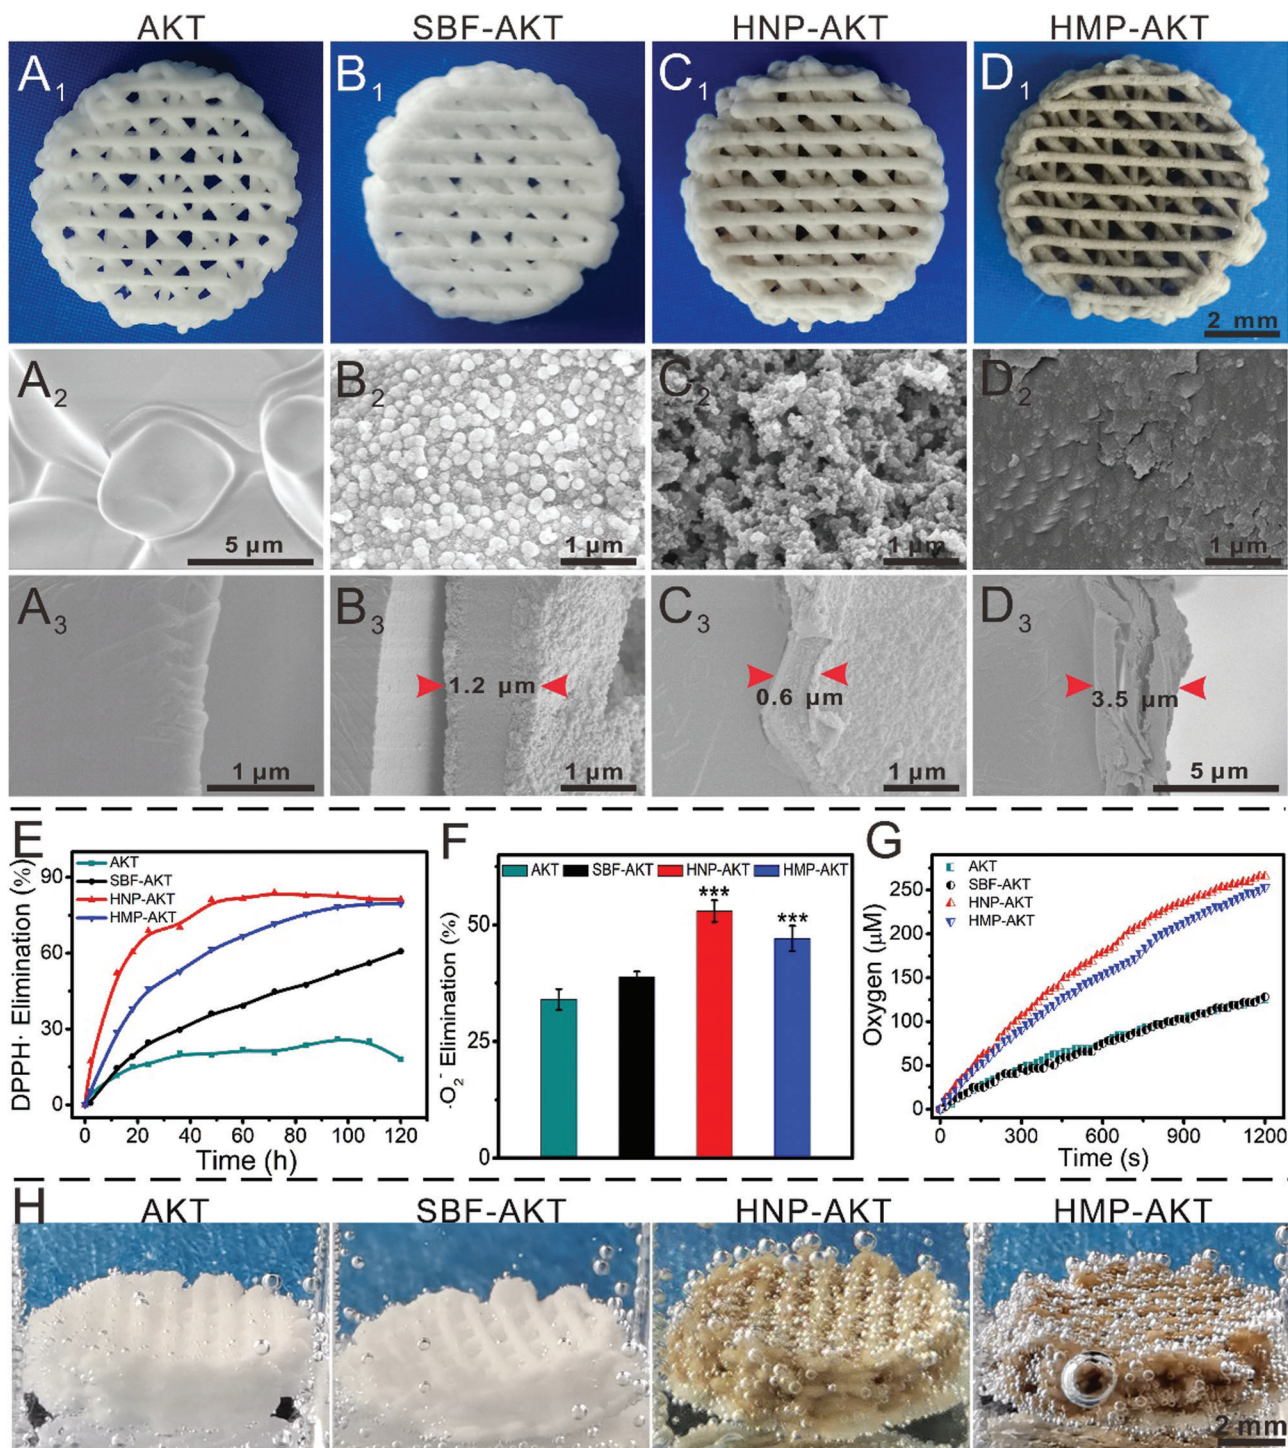 AKT SBF-AKT HNP-AKT HMP-AKT
A1 B1 C1 D1
2 mm
A2 B2 C2 D2
5 µm 1 µm 1 µm 1 µm
A3 B3 C3 D3
1.2 µm 0.6 µm 3.5 µm
1 µm 1 µm 1 µm 5 µm
E
DPPH· Elimination (%)
90
60
30
0
AKT
SBF-AKT
HNP-AKT
HMP-AKT
0 20 40 60 80 100 120
Time (h)
F
·O2- Elimination (%)
50
25
0
AKT SBF-AKT HNP-AKT HMP-AKT
*** ***
G
Oxygen (µM)
250
200
150
100
50
0
AKT
SBF-AKT
HNP-AKT
HMP-AKT
0 300 600 900 1200
Time (s)
H
AKT SBF-AKT HNP-AKT HMP-AKT
2 mm